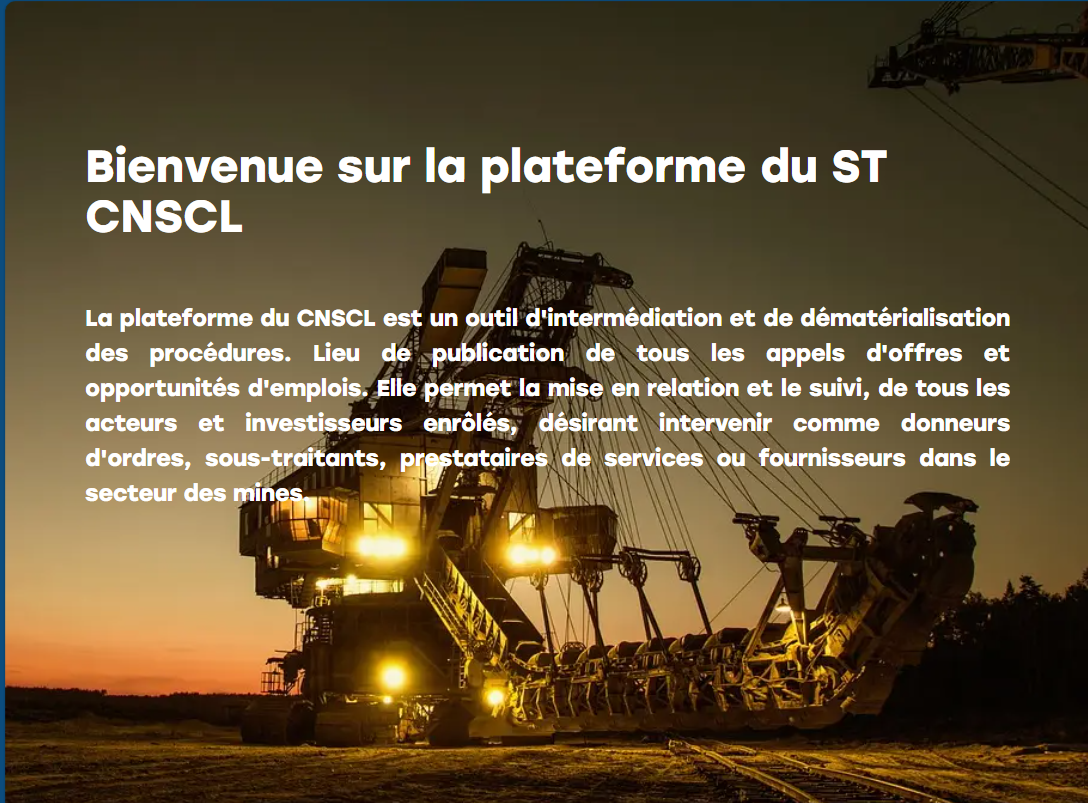 Bienvenue sur la plateforme du ST
CNSCL
La plateforme du CNSCL est un outil d'intermédiation et de dématérialisation
des procédures. Lieu de publication de tous les appels d'offres et
opportunités d'emplois. Elle permet la mise en relation et le suivi, de tous les
acteurs et investisseurs enrôlés, désirant intervenir comme donneurs
d'ordres, sous-traitants, prestataires de services ou fournisseurs dans le
secteur des mines.